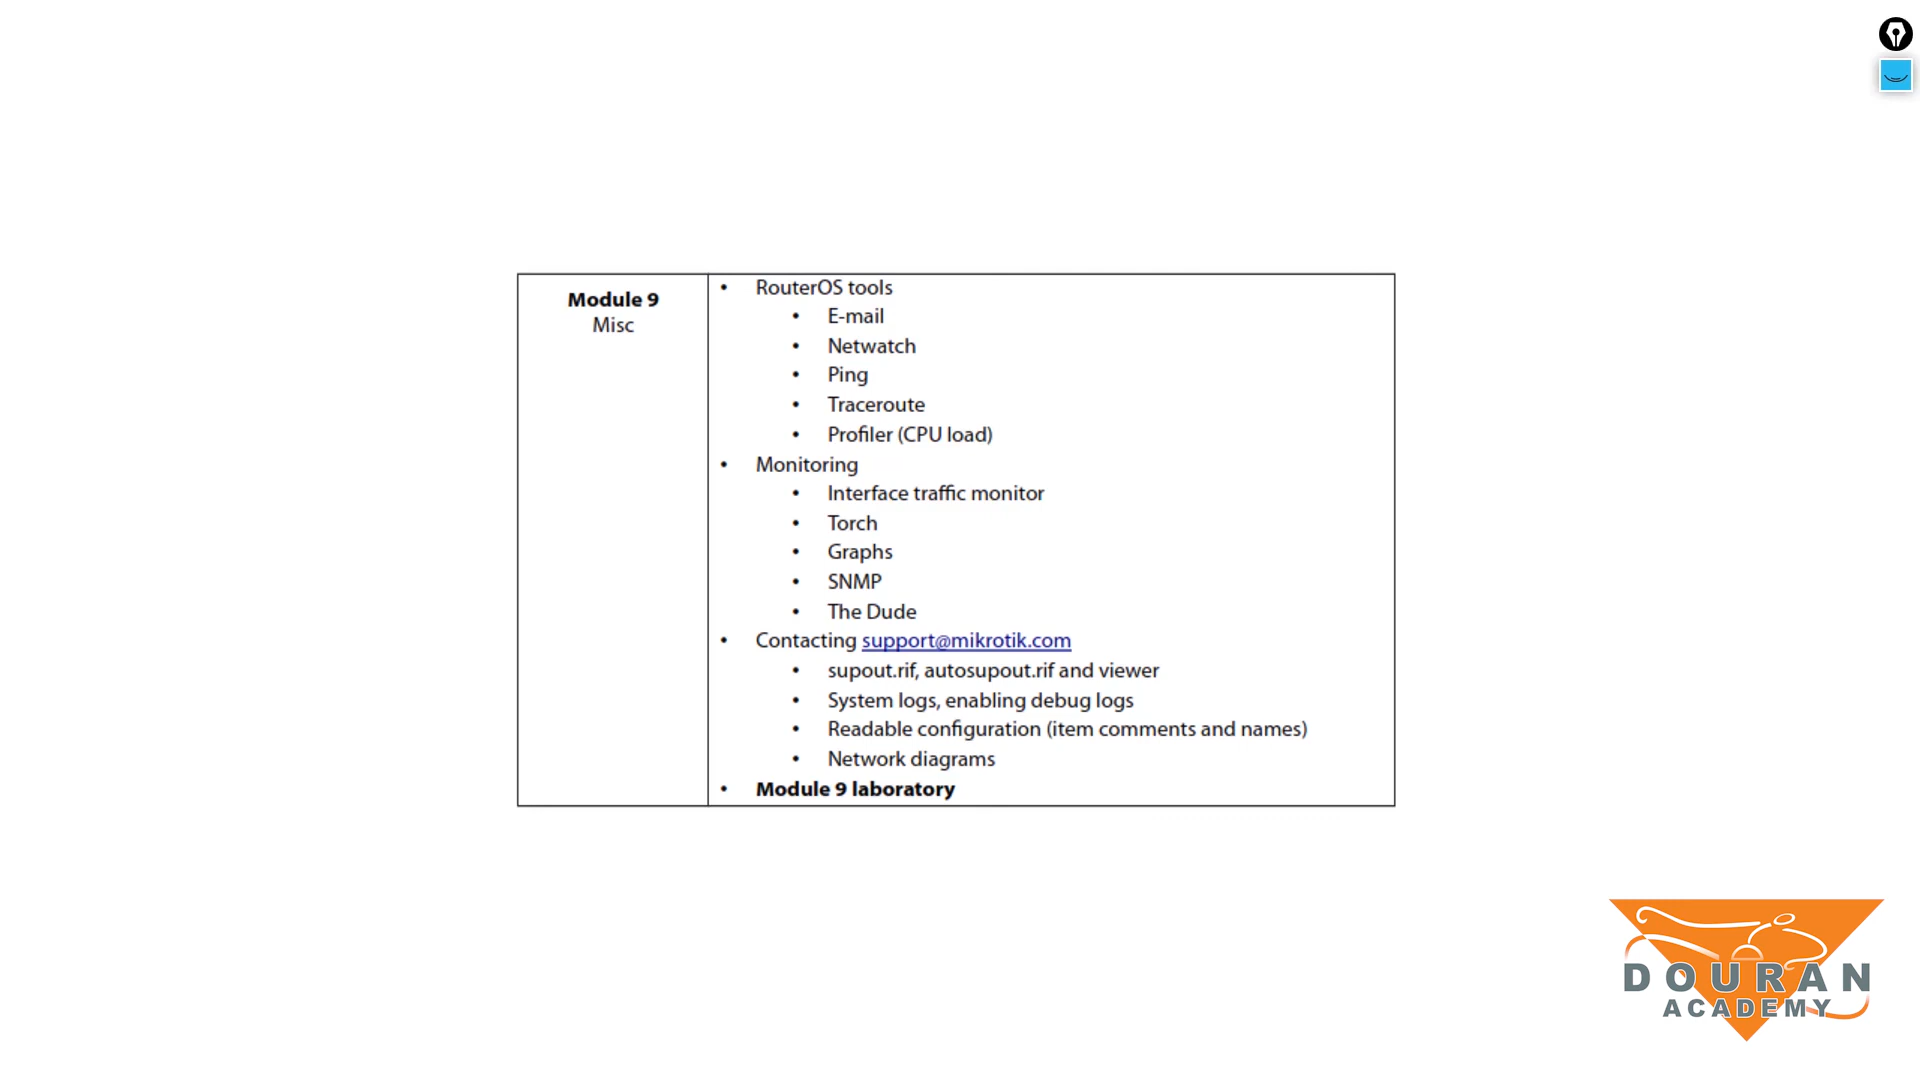 Module 9
Misc
• RouterOS tools
• E-mail
• Netwatch
• Ping
• Traceroute
• Profiler (CPU load)
• Monitoring
• Interface traffic monitor
• Torch
• Graphs
• SNMP
• The Dude
• Contacting support@mikrotik.com
• supout.rif, autosupout.rif and viewer
• System logs, enabling debug logs
• Readable configuration (item comments and names)
• Network diagrams
• Module 9 laboratory
DOURAN
ACADEMY